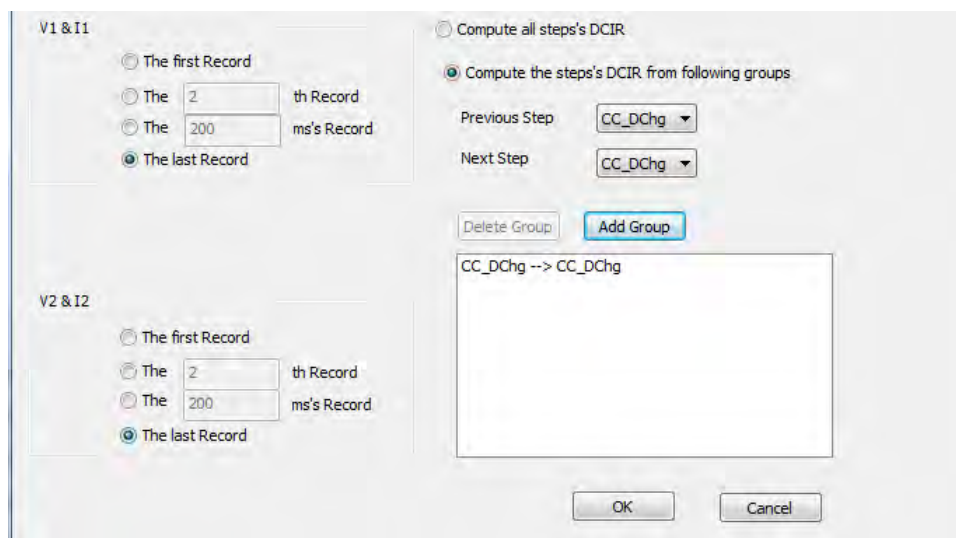 V1 & I1
The first Record
The 2 th Record
The 200 ms's Record
The last Record
V2 & I2
The first Record
The 2 th Record
The 200 ms's Record
The last Record
Compute all steps's DCIR
Compute the steps's DCIR from following groups
Previous Step CC_DChg
Next Step CC_DChg
Delete Group Add Group
CC_DChg --> CC_DChg
OK Cancel